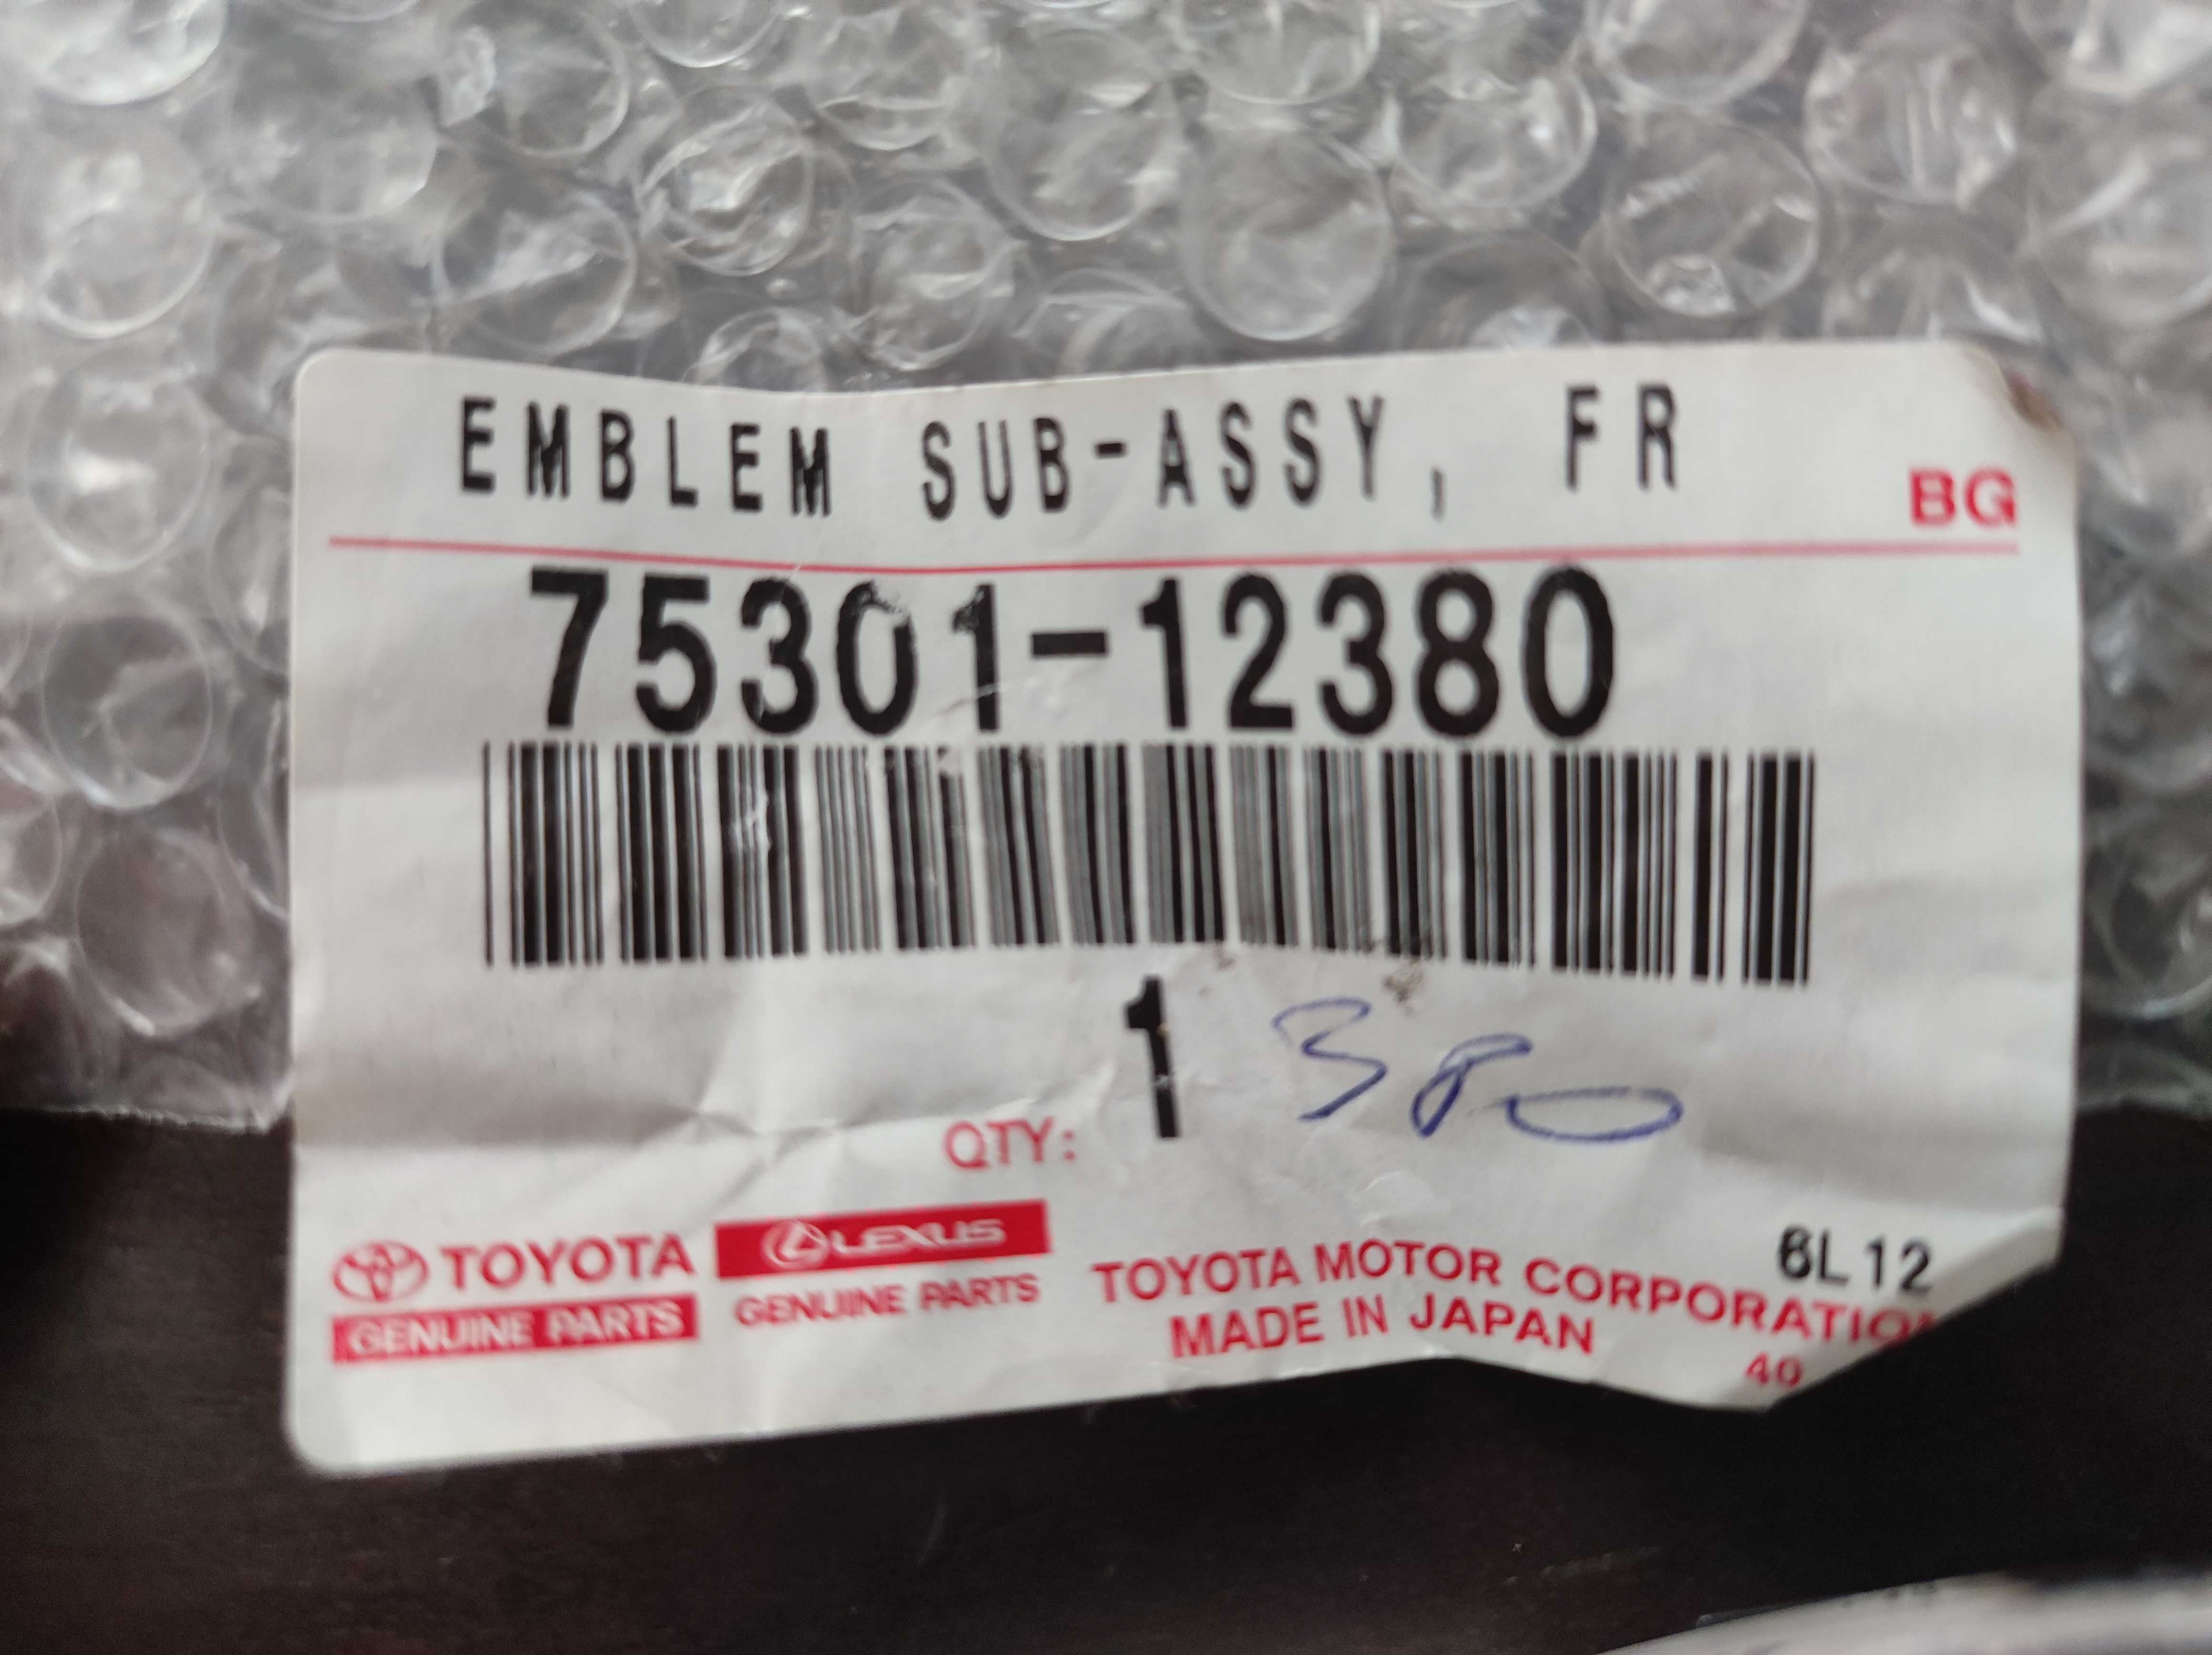 EMBLEM SUB-ASSY, FR
BG
75301-12380
QTY: 1 380
TOYOTA LEXUS
GENUINE PARTS GENUINE PARTS
6L12
TOYOTA MOTOR CORPORATION
MADE IN JAPAN
40